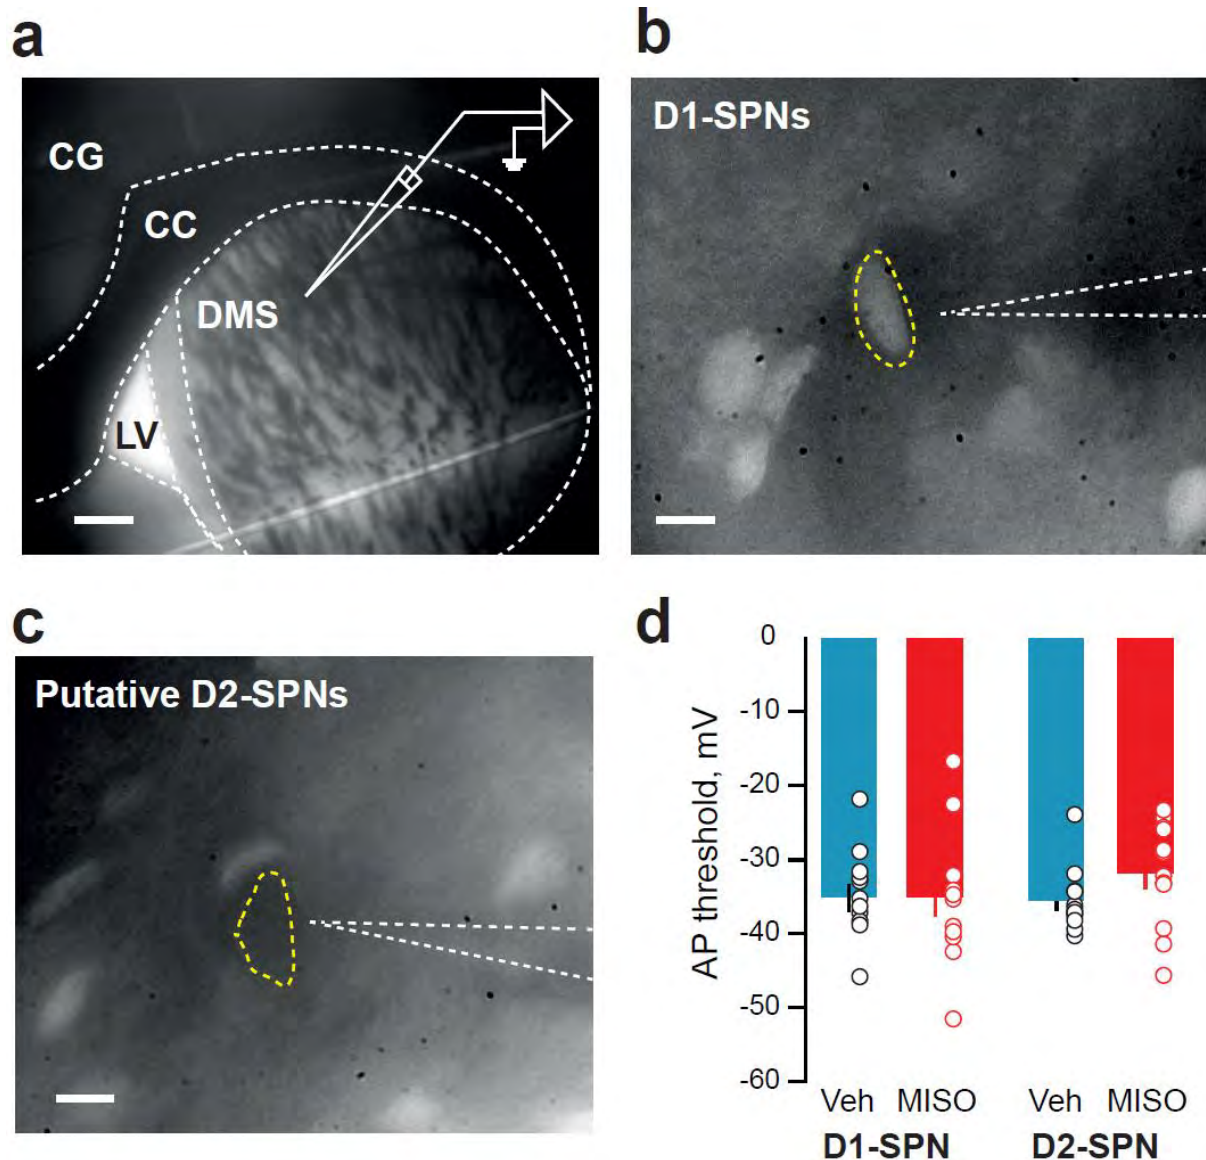 a
CG
CC
DMS
LV
b
D1-SPNs
c
Putative D2-SPNs
d
AP threshold, mV
0
-10
-20
-30
-40
-50
-60
Veh MISO Veh MISO
D1-SPN D2-SPN